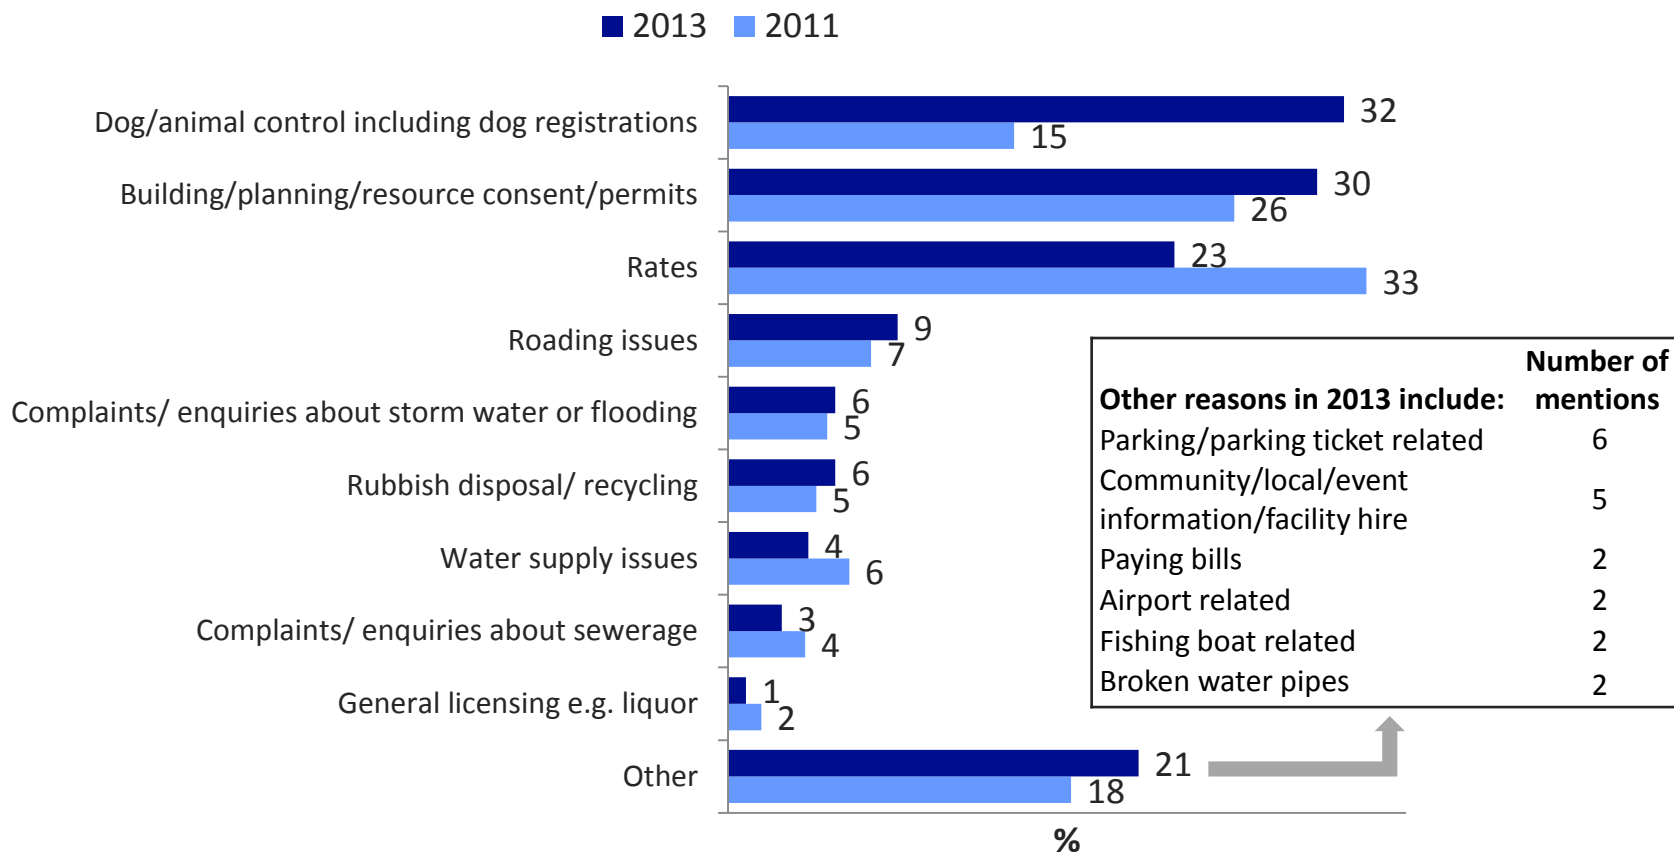 2013 2011
Dog/animal control including dog registrations 32
15
Building/planning/resource consent/permits 30
26
Rates 23
33
Roading issues 9
7
Complaints/ enquiries about storm water or flooding 6
5
Rubbish disposal/ recycling 6
5
Water supply issues 4
6
Complaints/ enquiries about sewerage 3
4
General licensing e.g. liquor 1
2
Other 21
18
%
Number of
Other reasons in 2013 include: mentions
Parking/parking ticket related 6
Community/local/event
information/facility hire 5
Paying bills 2
Airport related 2
Fishing boat related 2
Broken water pipes 2